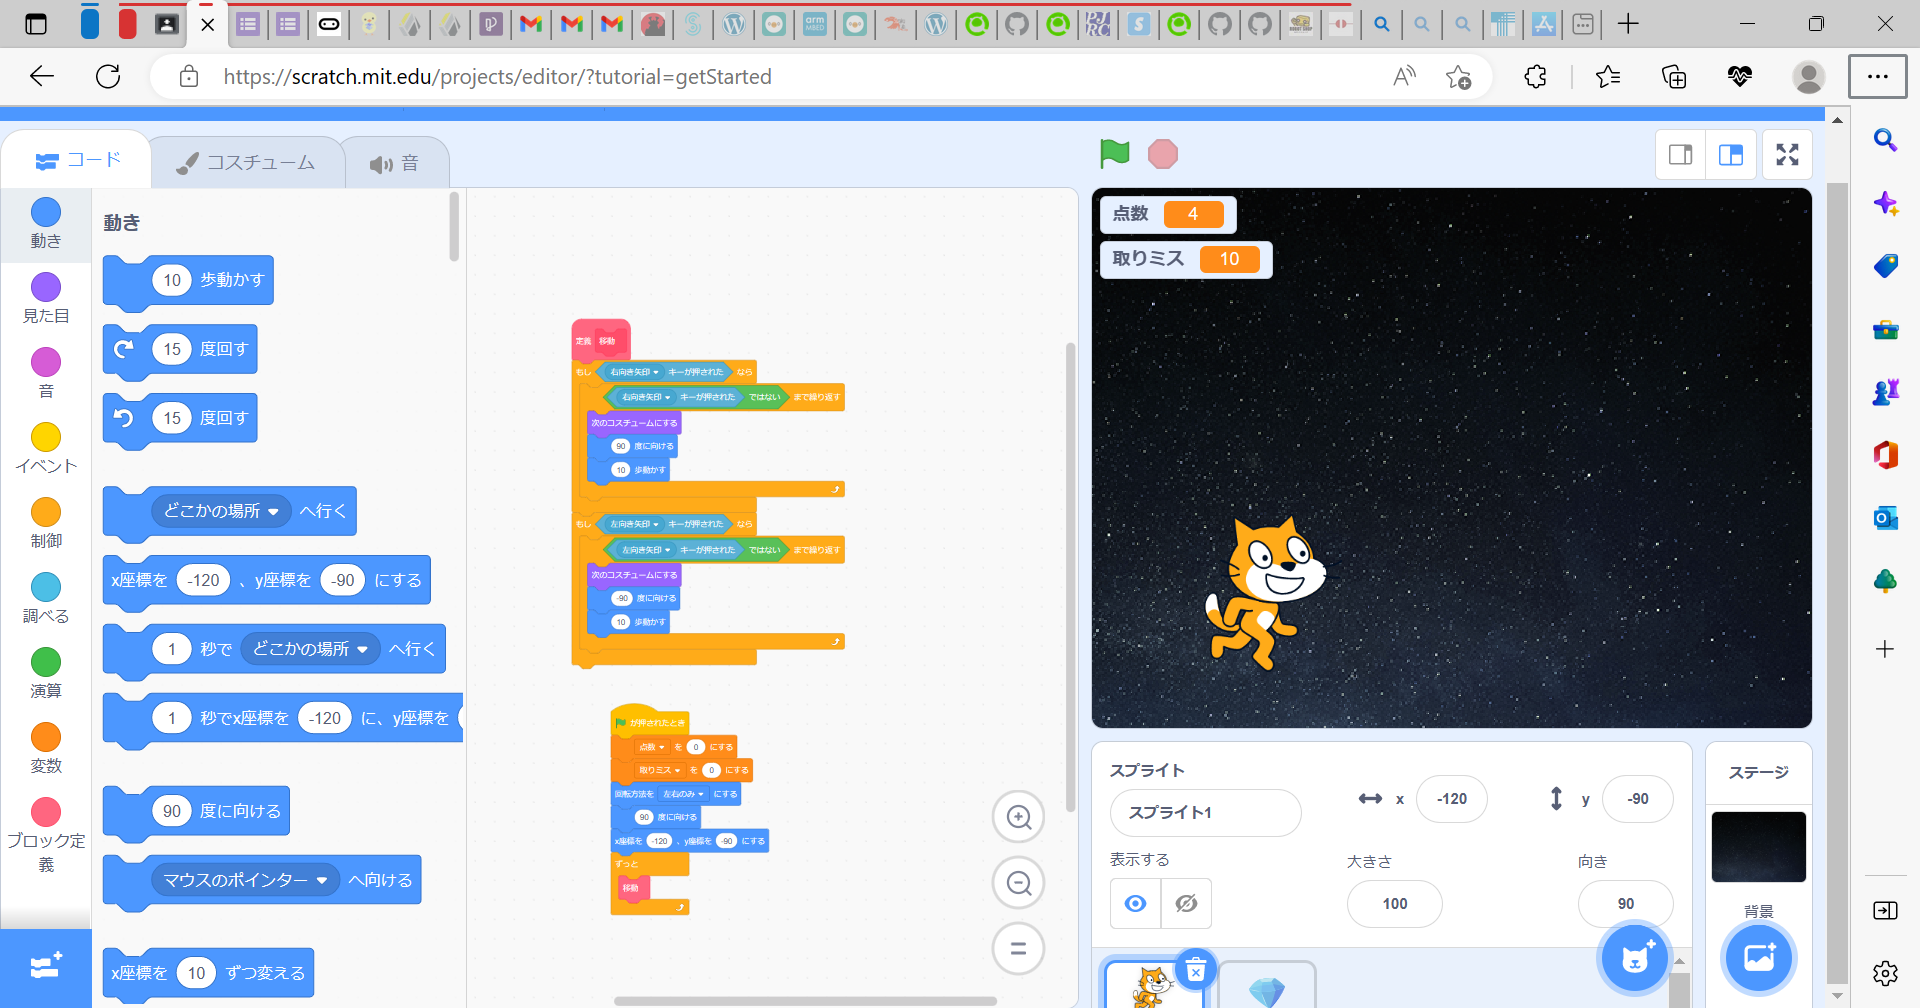 https://scratch.mit.edu/projects/editor/?tutorial=getStarted
コード
コスチューム
音
動き
見た目
音
イベント
制御
調べる
演算
変数
ブロック定
義
動き
10 歩動かす
15 度回す
15 度回す
どこかの場所 へ行く
x座標を -120 、y座標を -90 にする
1 秒で どこかの場所 へ行く
1 秒でx座標を -120 に、y座標を
90 度に向ける
マウスのポインター へ向ける
x座標を 10 ずつ変える
定義 移動
もし 右向き矢印 キーが押された なら
右向き矢印 キーが押された ではない まで繰り返す
次のコスチュームにする
90 度に向ける
10 歩動かす
もし 左向き矢印 キーが押された なら
左向き矢印 キーが押された ではない まで繰り返す
次のコスチュームにする
-90 度に向ける
10 歩動かす
が押されたとき
点数 を 0 にする
取りミス を 0 にする
回転方法を 左右のみ にする
90 度に向ける
x座標を -120 、y座標を -90 にする
ずっと
移動
点数 4
取りミス 10
スプライト
スプライト1
x -120
y -90
表示する
大きさ
100
向き
90
ステージ
背景